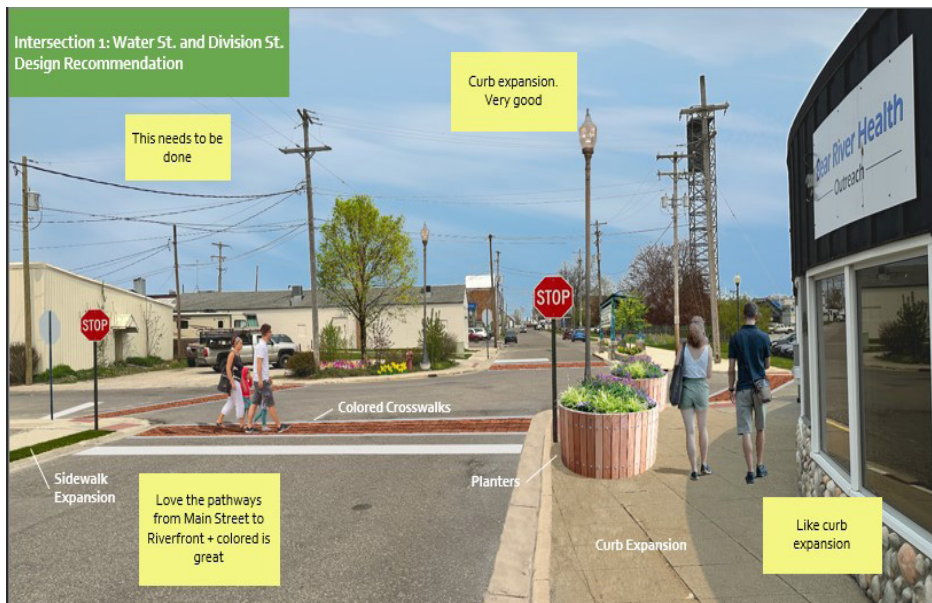 Intersection 1: Water St. and Division St.
Design Recommendation
Curb expansion.
Very good
This needs to be
done
Bear River Health
Outreach
STOP
STOP
Colored Crosswalks
Sidewalk
Expansion
Planters
Love the pathways
from Main Street to
Riverfront + colored is
great
Curb Expansion
Like curb
expansion